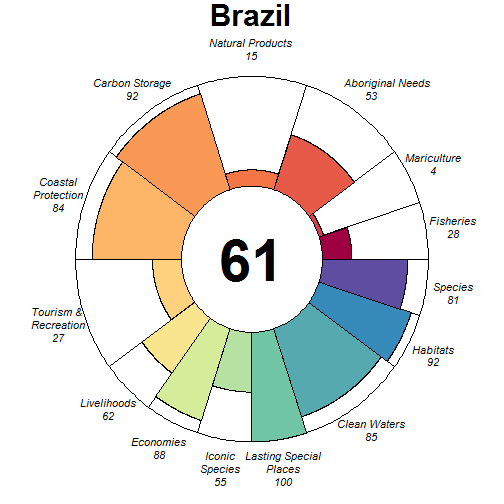 Brazil
Natural Products
15
Carbon Storage
92
Aboriginal Needs
53
Mariculture
4
Coastal
Protection
84
Fisheries
28
61
Species
81
Tourism &
Recreation
27
Habitats
92
Livelihoods
62
Clean Waters
85
Economies
88
Iconic
Species
55
Lasting Special
Places
100